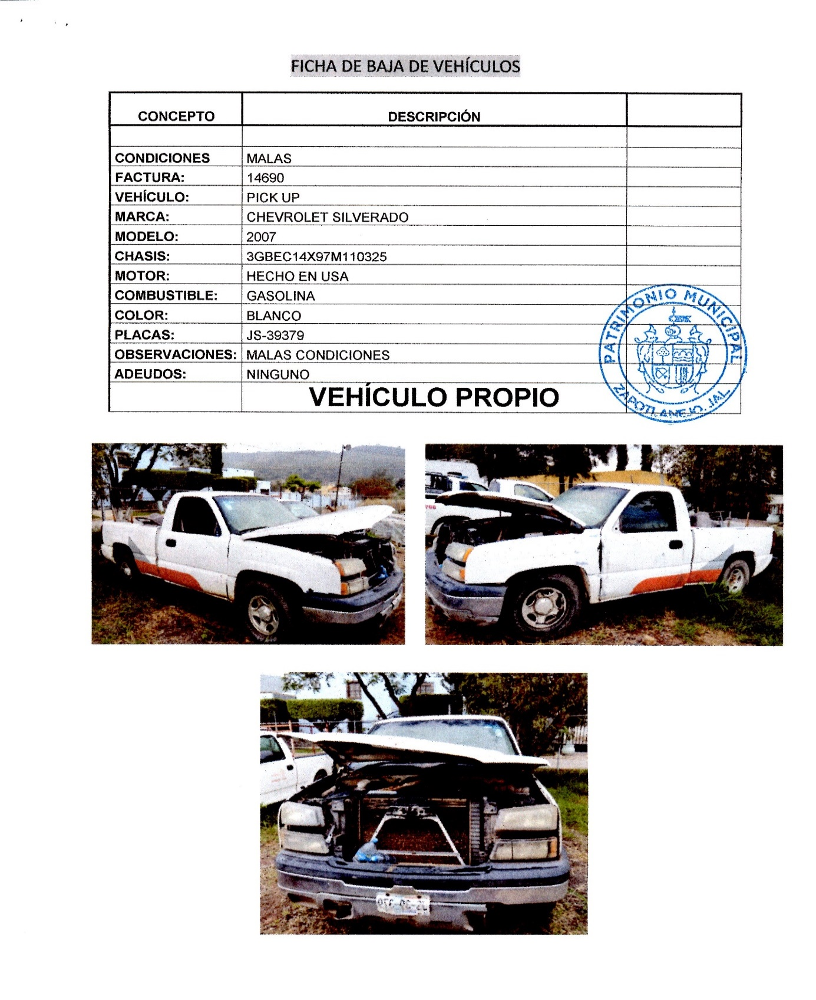 FICHA DE BAJA DE VEHÍCULOS
CONCEPTO DESCRIPCIÓN
CONDICIONES MALAS
FACTURA: 14690
VEHÍCULO: PICK UP
MARCA: CHEVROLET SILVERADO
MODELO: 2007
CHASIS: 3GBEC14X97M110325
MOTOR: HECHO EN USA
COMBUSTIBLE: GASOLINA
COLOR: BLANCO
PLACAS: JS-39379
OBSERVACIONES: MALAS CONDICIONES
ADEUDOS: NINGUNO
VEHÍCULO PROPIO
PATRIMONIO MUNICIPAL
ZAPOTLANEJO, JAL